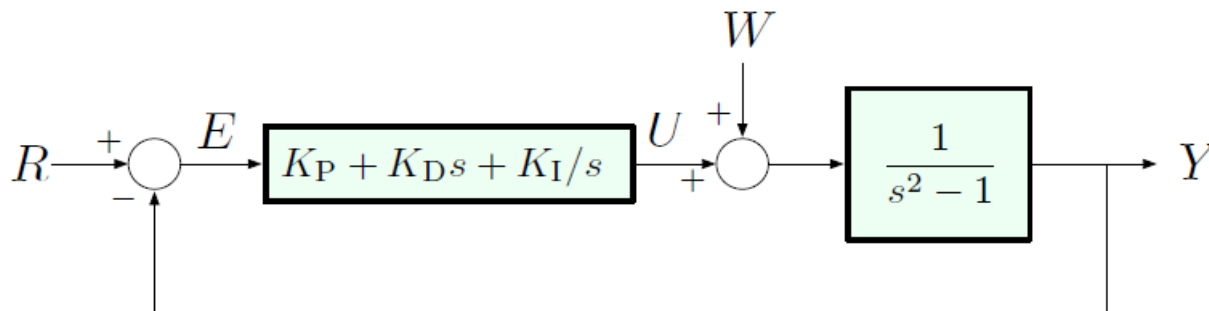 W
+
R + E K_P + K_D s + K_I/s U + 1/(s^2 − 1) Y
−